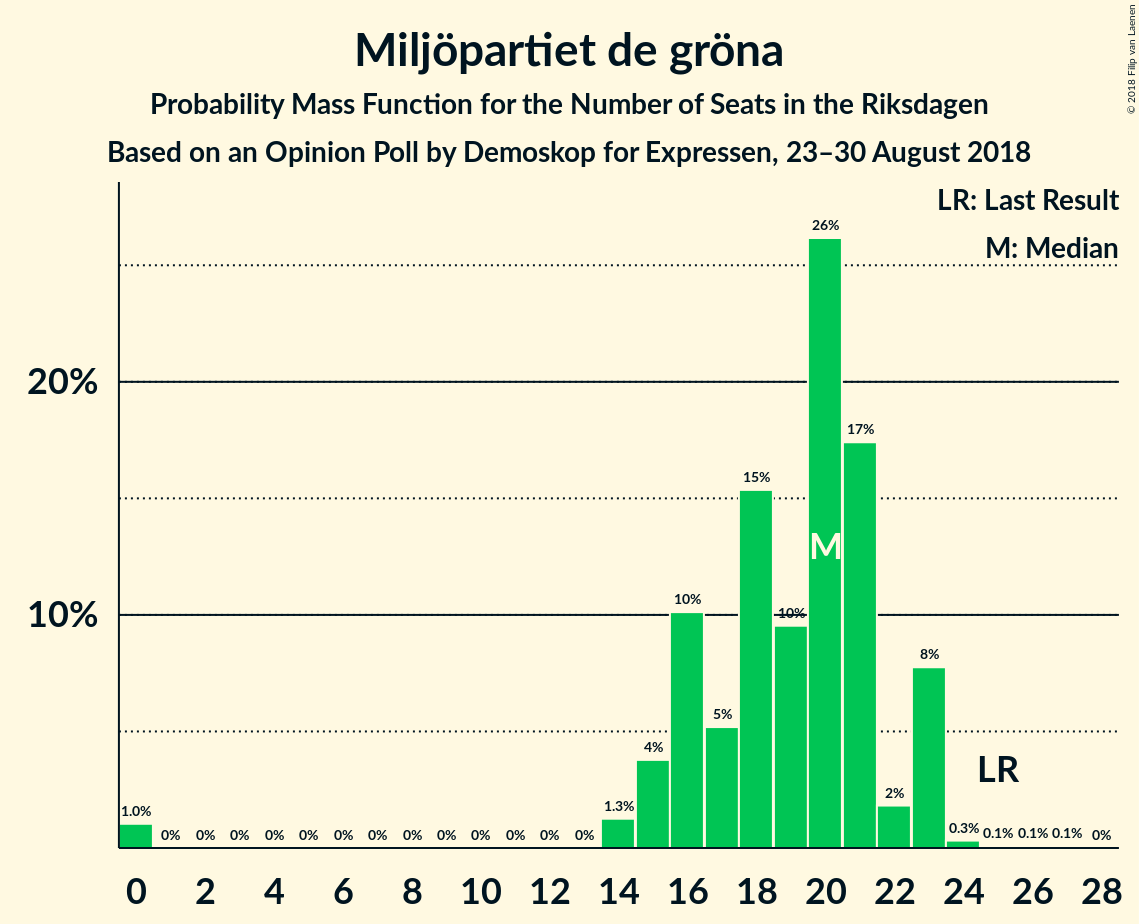 Miljöpartiet de gröna
Probability Mass Function for the Number of Seats in the Riksdagen
Based on an Opinion Poll by Demoskop for Expressen, 23–30 August 2018
© 2018 Filip van Laenen
LR: Last Result
M: Median
20%
10%
1.0% 0% 0% 0% 0% 0% 0% 0% 0% 0% 0% 0% 0% 0% 1.3% 4% 10% 5% 15% 10% 26% 17% 2% 8% 0.3% 0.1% 0.1% 0.1% 0%
M
LR
0 2 4 6 8 10 12 14 16 18 20 22 24 26 28